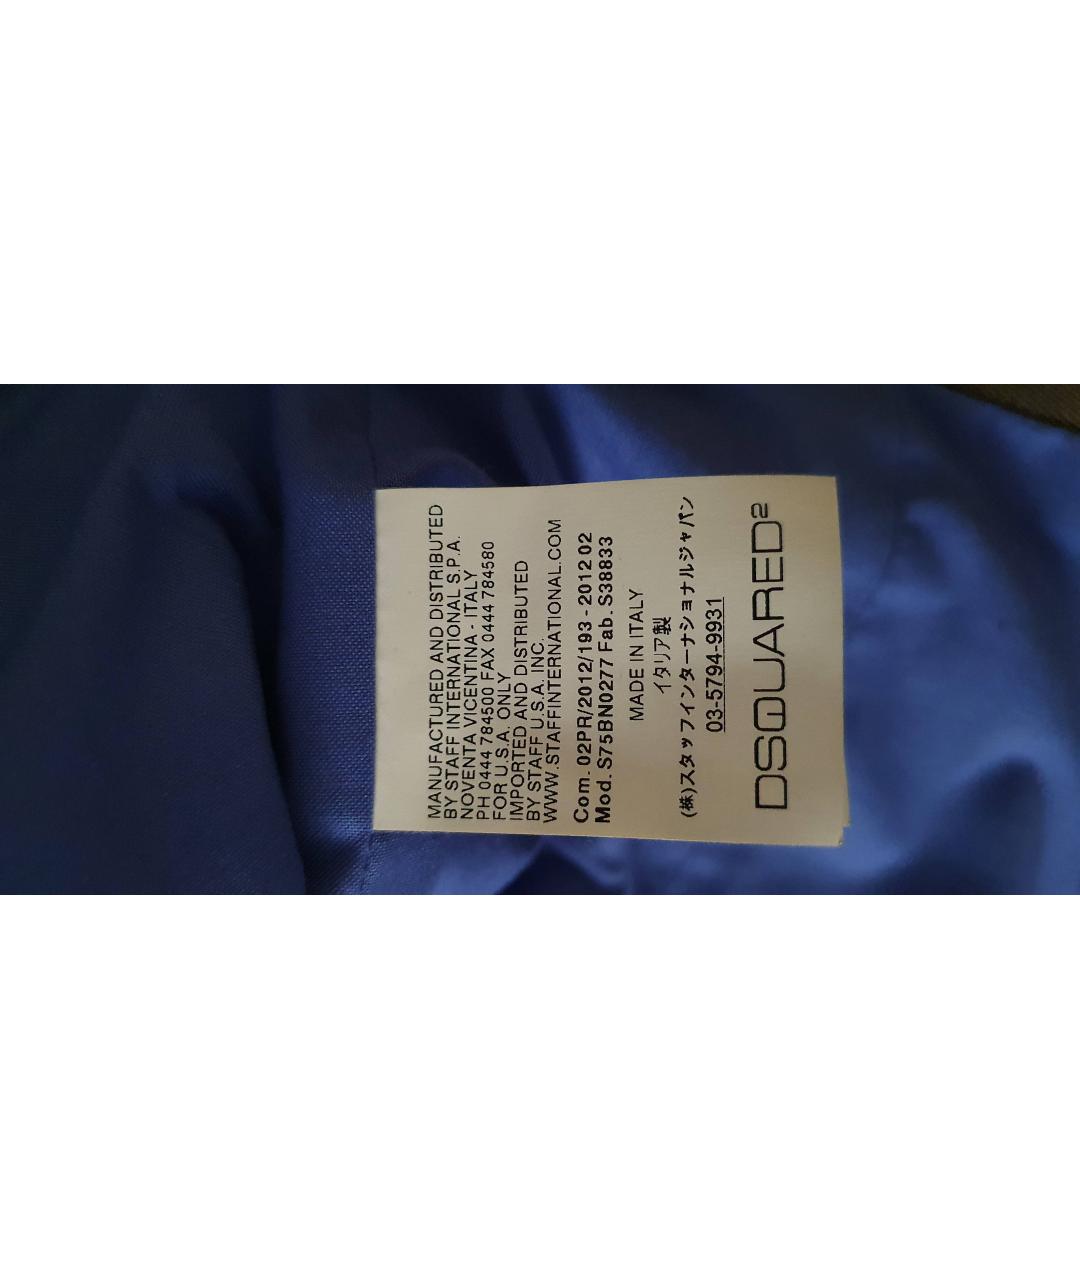 MANUFACTURED AND DISTRIBUTED
BY STAFF INTERNATIONAL S.P.A.
NOVENTA VICENTINA - ITALY
PH 0444 784500 FAX 0444 784580
FOR U.S.A. ONLY
IMPORTED AND DISTRIBUTED
BY STAFF U.S.A. INC.
WWW.STAFFINTERNATIONAL.COM
Com. 02PR/2012/193 - 2012 02
Mod. S75BN0277 Fab. S38833
MADE IN ITALY
イタリア製
(株)スタッフインターナショナルジャパン
03-5794-9931
DSQUARED2